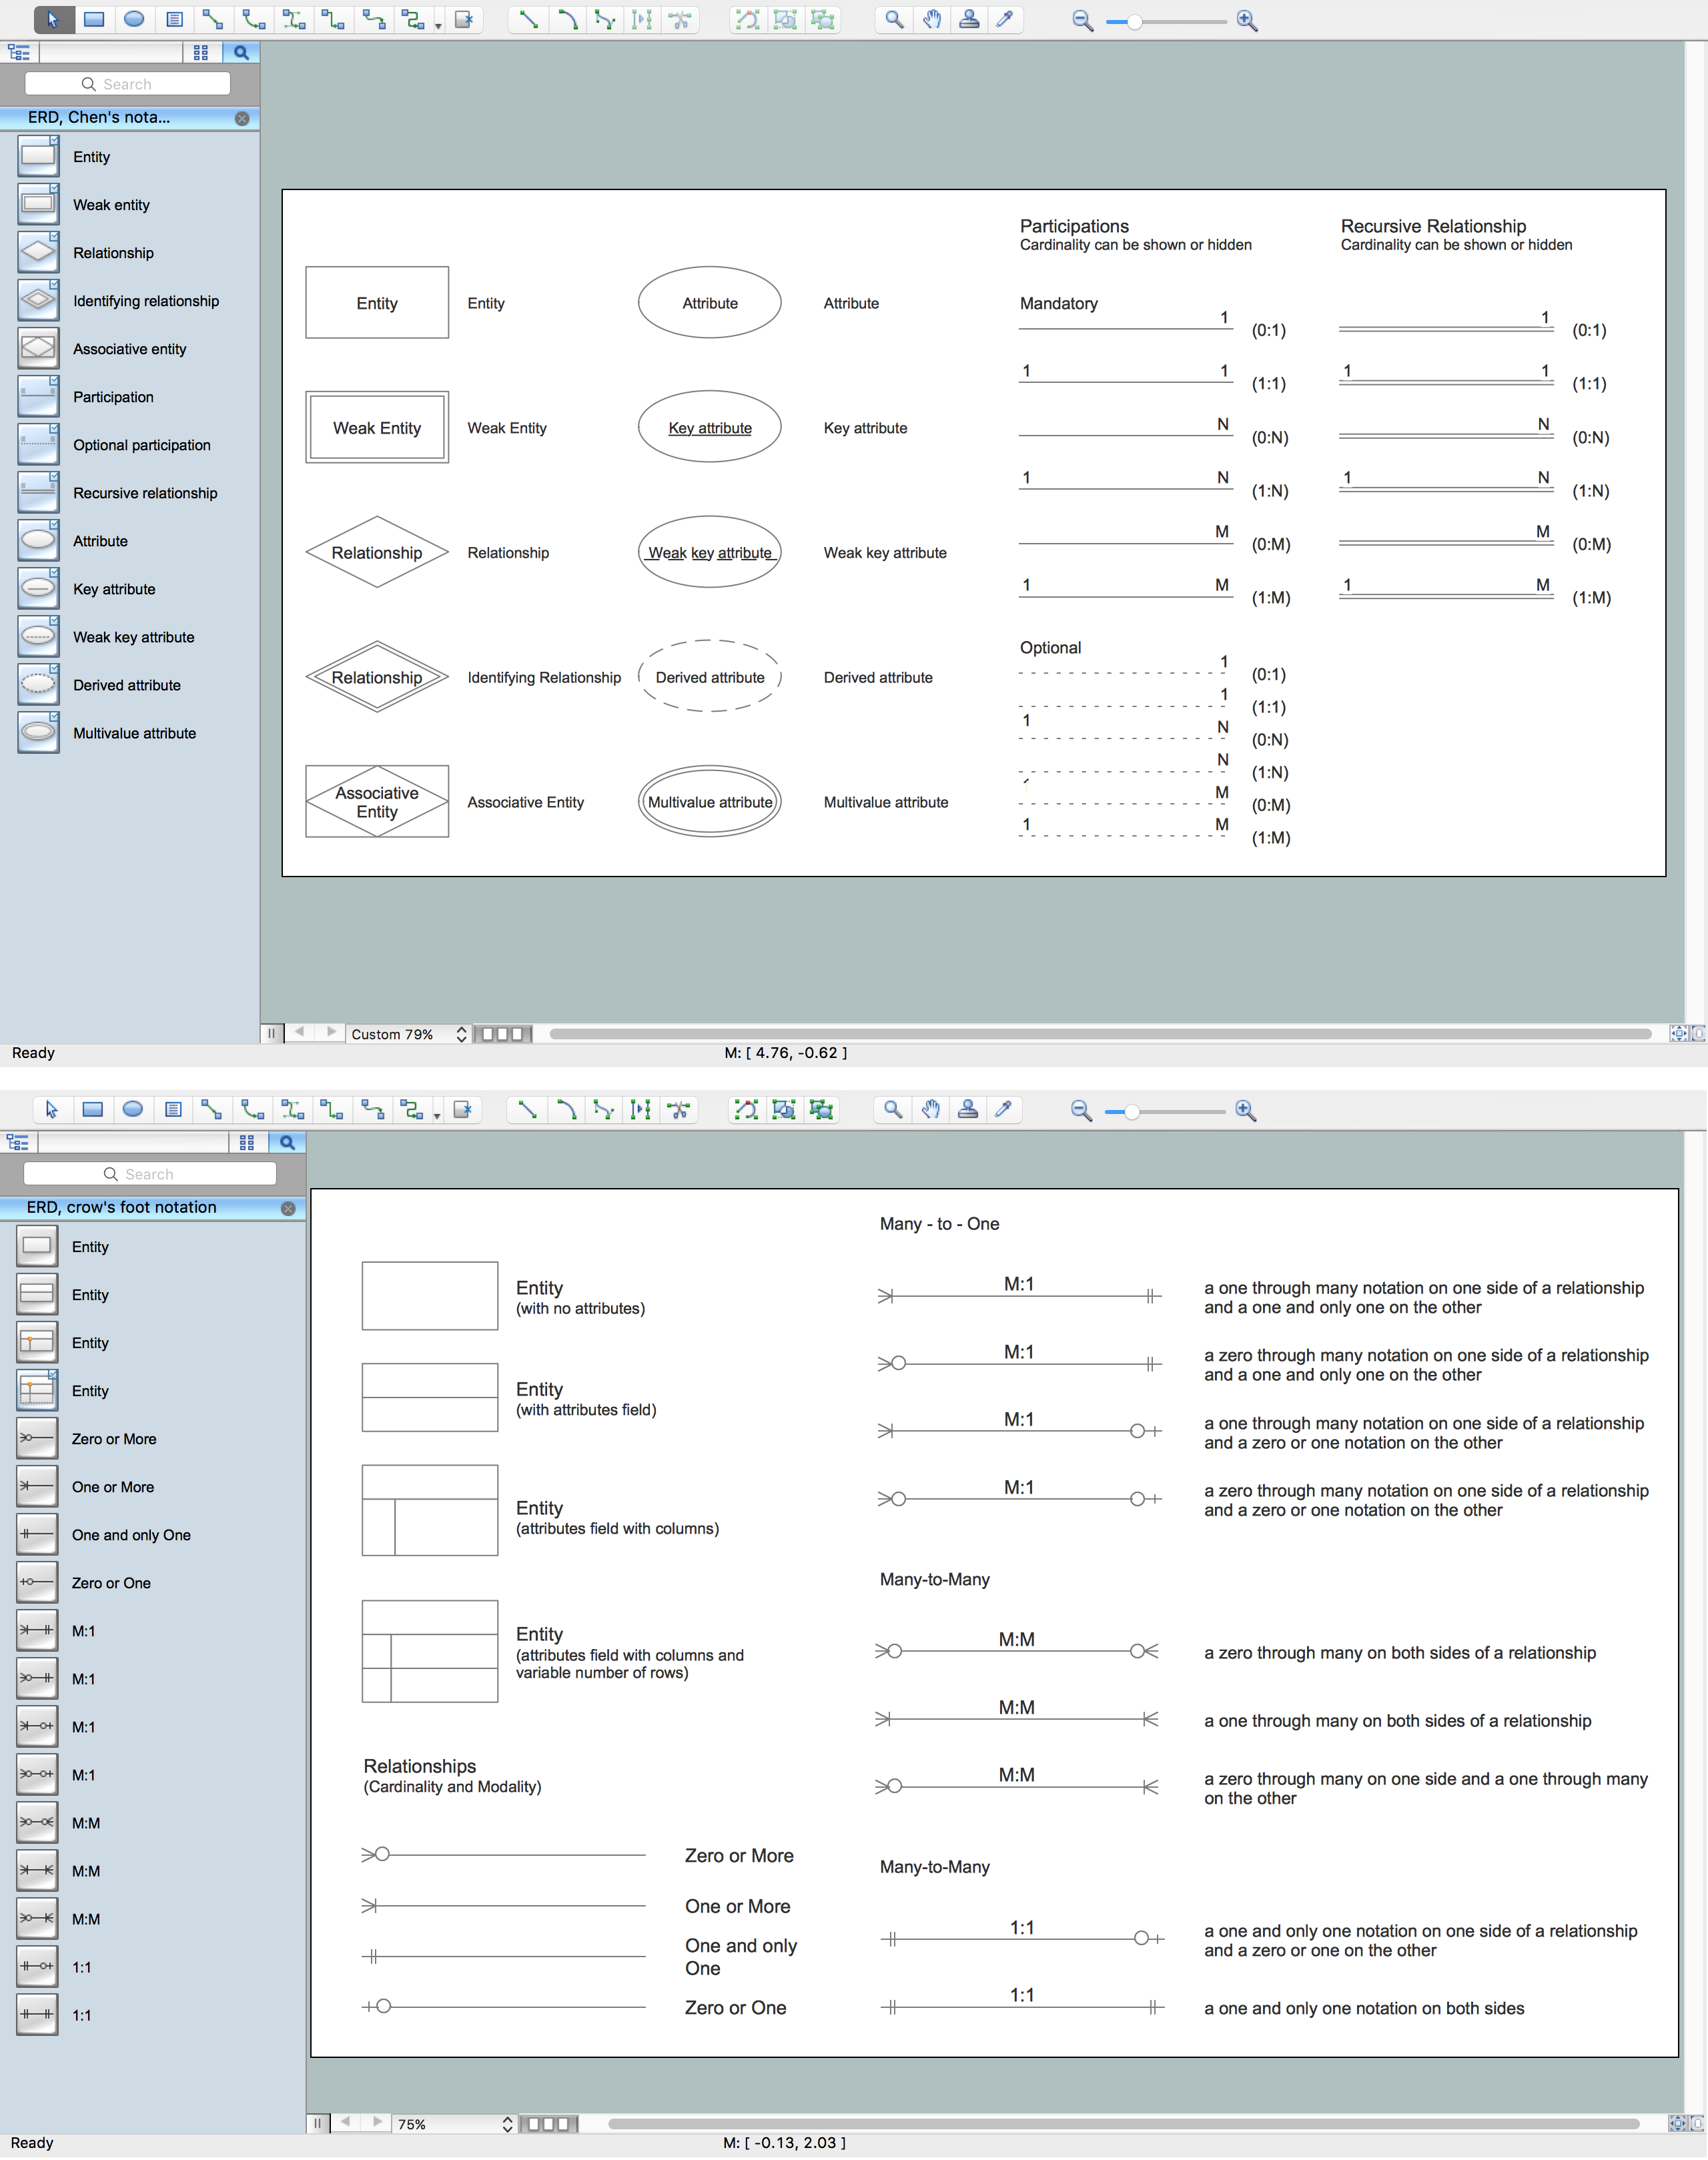 Search
ERD, Chen's nota...
Entity
Weak entity
Relationship
Identifying relationship
Associative entity
Participation
Optional participation
Recursive relationship
Attribute
Key attribute
Weak key attribute
Derived attribute
Multivalue attribute
Entity
Entity
Weak Entity
Weak Entity
Relationship
Relationship
Relationship
Identifying Relationship
Associative
Entity
Associative Entity
Attribute
Attribute
Key attribute
Key attribute
Weak key attribute
Weak key attribute
Derived attribute
Derived attribute
Multivalue attribute
Multivalue attribute
Participations
Cardinality can be shown or hidden
Mandatory
1 (0:1)
1 1 (1:1)
N (0:N)
1 N (1:N)
M (0:M)
1 M (1:M)
Optional
1 (0:1)
1 (1:1)
1 N (0:N)
N (1:N)
M (0:M)
1 M (1:M)
Recursive Relationship
Cardinality can be shown or hidden
1 (0:1)
1 1 (1:1)
N (0:N)
1 N (1:N)
M (0:M)
1 M (1:M)
Custom 79%
Ready
M: [ 4.76, -0.62 ]
Search
ERD, crow's foot notation
Entity
Entity
Entity
Entity
Zero or More
One or More
One and only One
Zero or One
M:1
M:1
M:1
M:1
M:M
M:M
M:M
1:1
1:1
Entity
(with no attributes)
Entity
(with attributes field)
Entity
(attributes field with columns)
Entity
(attributes field with columns and
variable number of rows)
Relationships
(Cardinality and Modality)
Zero or More
One or More
One and only
One
Zero or One
Many - to - One
M:1
a one through many notation on one side of a relationship
and a one and only one on the other
M:1
a zero through many notation on one side of a relationship
and a one and only one on the other
M:1
a one through many notation on one side of a relationship
and a zero or one notation on the other
M:1
a zero through many notation on one side of a relationship
and a zero or one notation on the other
Many-to-Many
M:M
a zero through many on both sides of a relationship
M:M
a one through many on both sides of a relationship
M:M
a zero through many on one side and a one through many
on the other
Many-to-Many
1:1
a one and only one notation on one side of a relationship
and a zero or one on the other
1:1
a one and only one notation on both sides
75%
Ready
M: [ -0.13, 2.03 ]